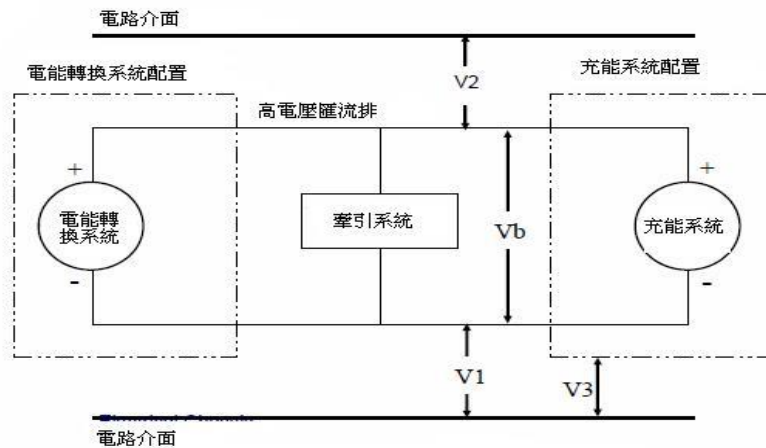 電路介面
電能轉換系統配置
充能系統配置
V2
高電壓匯流排
+
+
電能轉
換系統
牽引系統
Vb
充能系統
-
-
V1
V3
電路介面